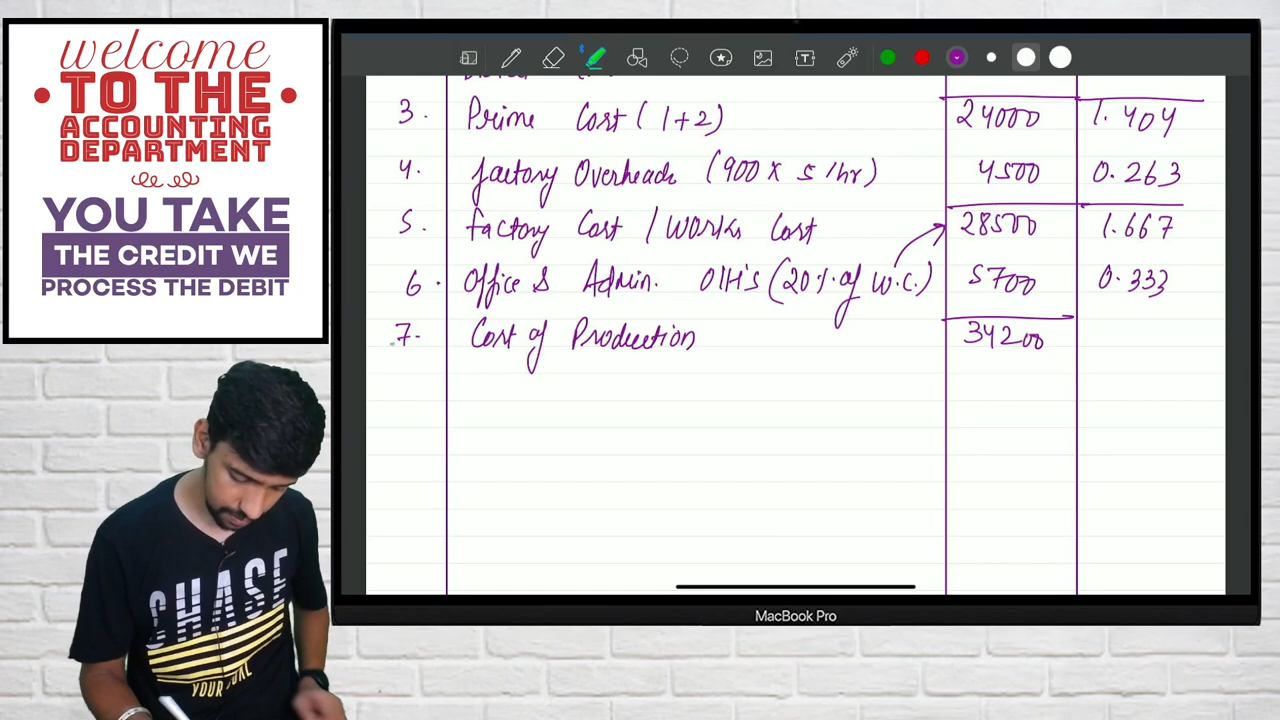 welcome
TO THE
ACCOUNTING
DEPARTMENT
YOU TAKE
THE CREDIT WE
PROCESS THE DEBIT
3. Prime Cost (1+2) 24000 1.404
4. factory Overheads (900 x 5/hr) 4500 0.263
5. factory Cost / Works Cost 28500 1.667
6. Office & Admin. OH's (20% of W.C.) 5700 0.333
7. Cost of Production 34200
MacBook Pro
CHASE
YOUR GOAL